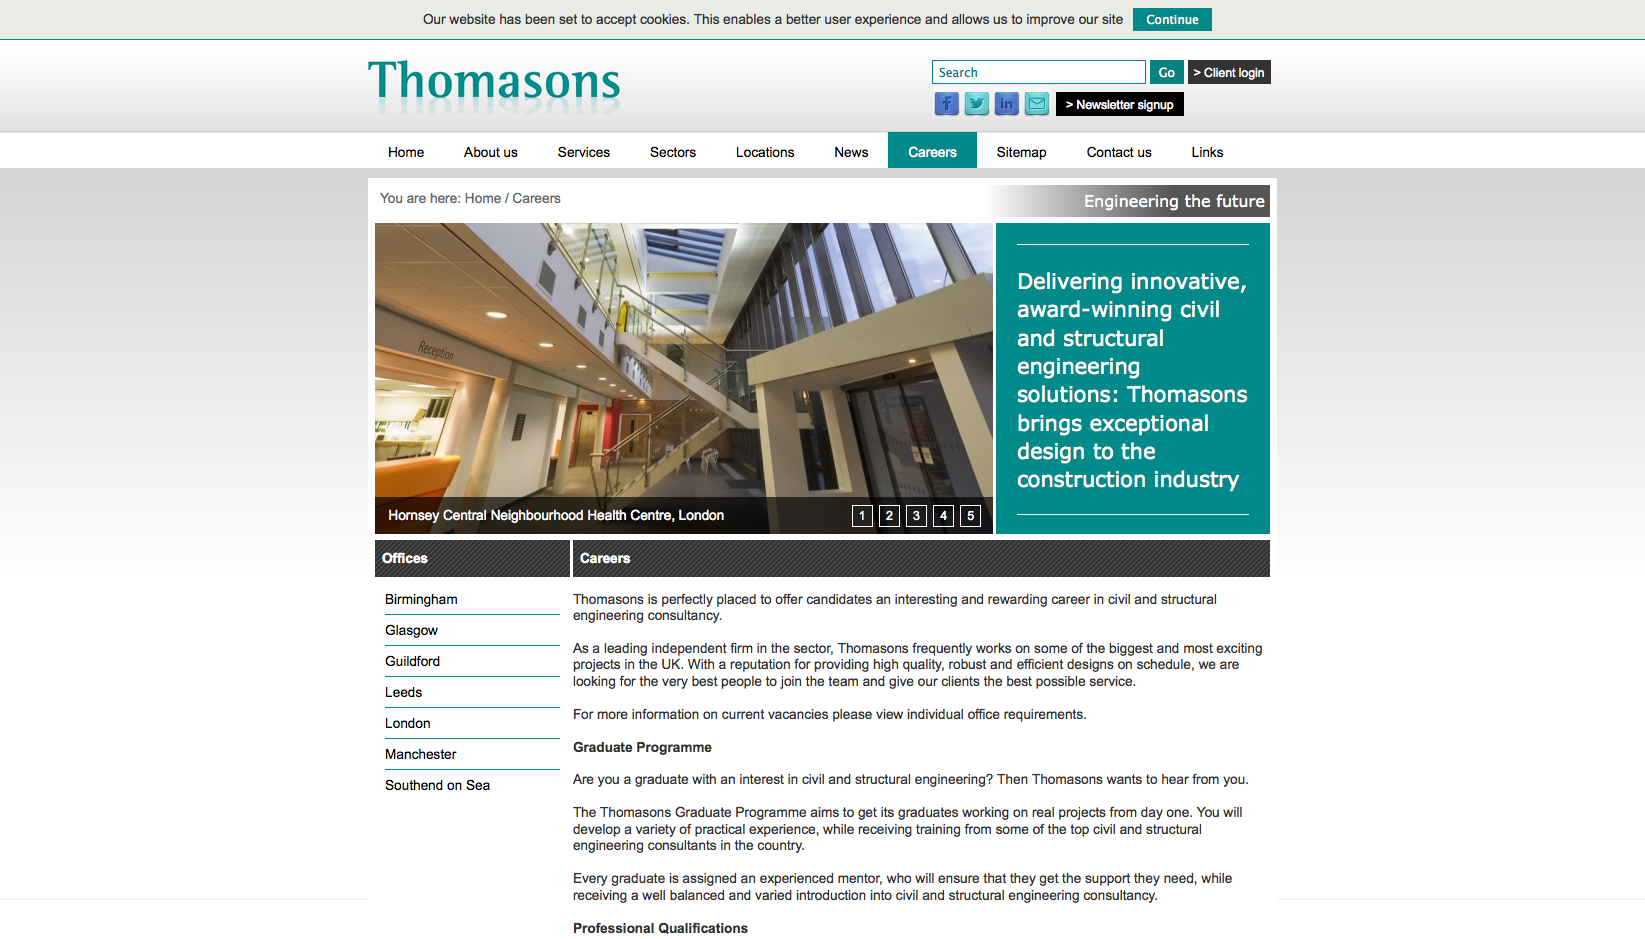 Our website has been set to accept cookies. This enables a better user experience and allows us to improve our site
Continue
Thomasons
Search
Go
> Client login
> Newsletter signup
Home
About us
Services
Sectors
Locations
News
Careers
Sitemap
Contact us
Links
You are here: Home / Careers
Engineering the future
Reception
Delivering innovative,
award-winning civil
and structural
engineering
solutions: Thomasons
brings exceptional
design to the
construction industry
Hornsey Central Neighbourhood Health Centre, London
1 2 3 4 5
Offices
Birmingham
Glasgow
Guildford
Leeds
London
Manchester
Southend on Sea
Careers
Thomasons is perfectly placed to offer candidates an interesting and rewarding career in civil and structural
engineering consultancy.
As a leading independent firm in the sector, Thomasons frequently works on some of the biggest and most exciting
projects in the UK. With a reputation for providing high quality, robust and efficient designs on schedule, we are
looking for the very best people to join the team and give our clients the best possible service.
For more information on current vacancies please view individual office requirements.
Graduate Programme
Are you a graduate with an interest in civil and structural engineering? Then Thomasons wants to hear from you.
The Thomasons Graduate Programme aims to get its graduates working on real projects from day one. You will
develop a variety of practical experience, while receiving training from some of the top civil and structural
engineering consultants in the country.
Every graduate is assigned an experienced mentor, who will ensure that they get the support they need, while
receiving a well balanced and varied introduction into civil and structural engineering consultancy.
Professional Qualifications